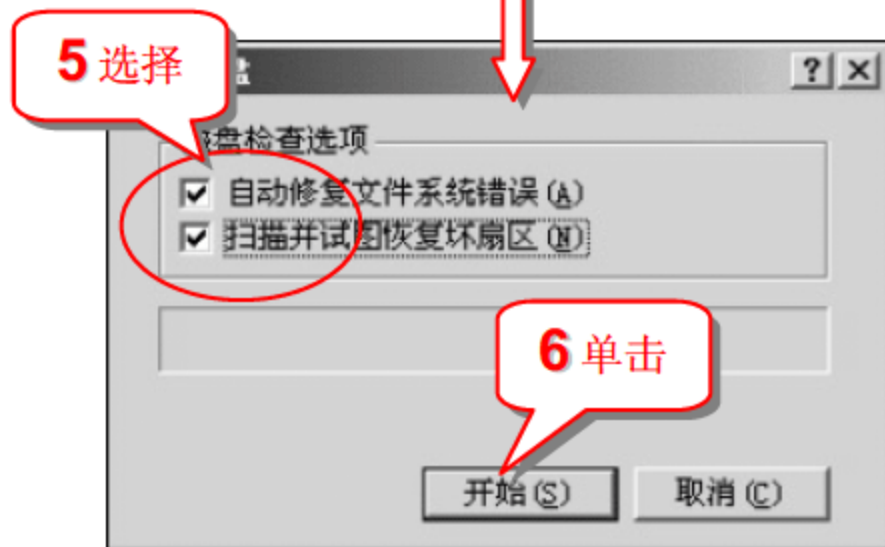 5 选择
盘
盘检查选项
自动修复文件系统错误(A)
扫描并试图恢复坏扇区(N)
6 单击
开始(S)
取消(C)